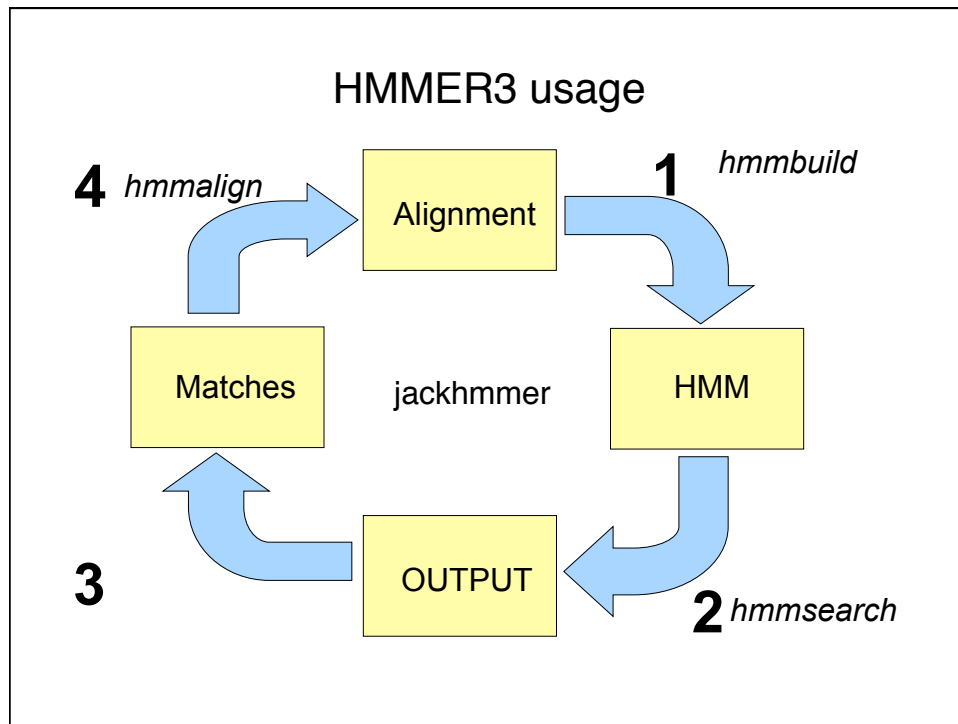 HMMER3 usage
4 hmmalign
Alignment
1 hmmbuild
Matches
jackhmmer
HMM
3
OUTPUT
2 hmmsearch